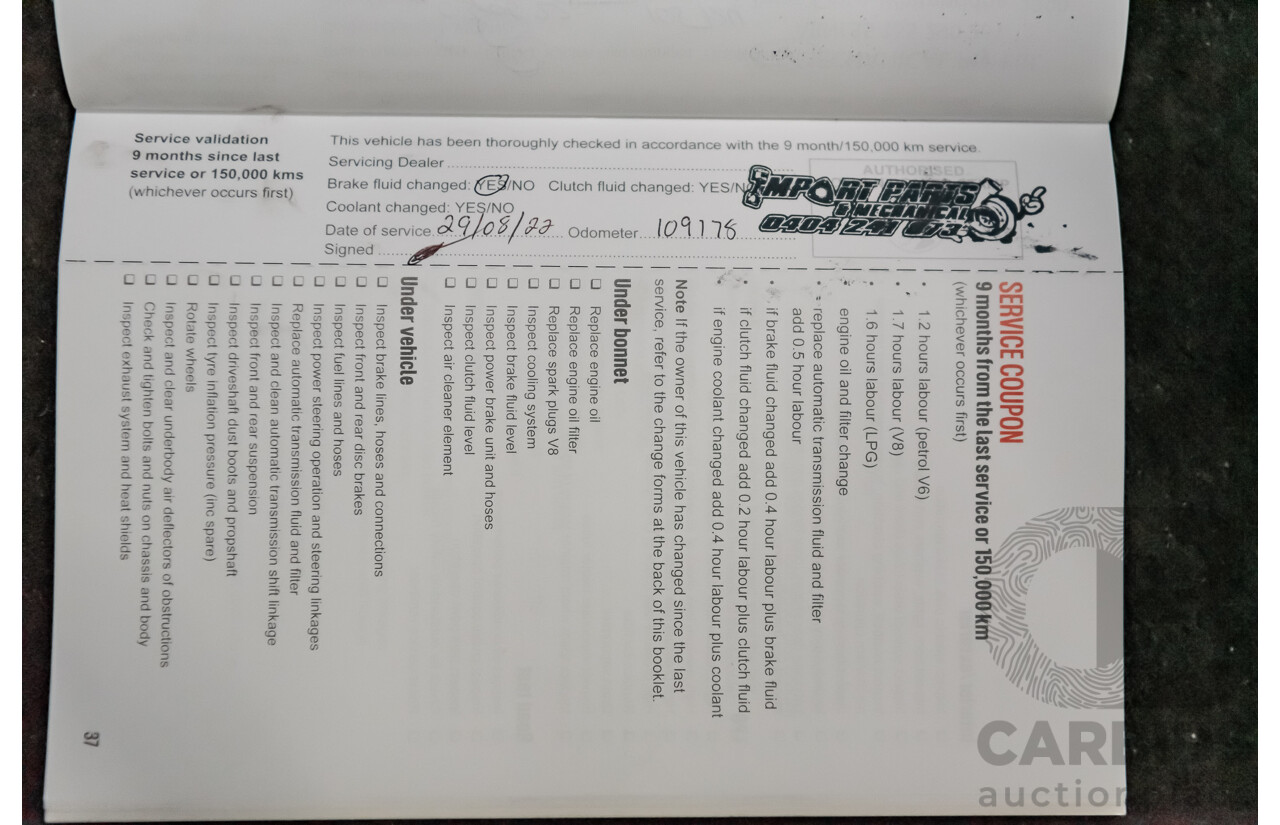 Service validation
9 months since last
service or 150,000 kms
(whichever occurs first)
This vehicle has been thoroughly checked in accordance with the 9 month/150,000 km service.
Servicing Dealer
Brake fluid changed: YES/NO Clutch fluid changed: YES/N
Coolant changed: YES/NO
Date of service 29/08/22 Odometer 109178
Signed
AUTHORISED
IMPORT PARTS
& MECHANICAL
0404 241 673
SERVICE COUPON
9 months from the last service or 150,000 km
(whichever occurs first)
• 1.2 hours labour (petrol V6)
• 1.7 hours labour (V8)
• 1.6 hours labour (LPG)
engine oil and filter change
• replace automatic transmission fluid and filter
add 0.5 hour labour
• if brake fluid changed add 0.4 hour labour plus brake fluid
• if clutch fluid changed add 0.2 hour labour plus clutch fluid
• if engine coolant changed add 0.4 hour labour plus coolant
Note If the owner of this vehicle has changed since the last
service, refer to the change forms at the back of this booklet.
Under bonnet
❑ Replace engine oil
❑ Replace engine oil filter
❑ Replace spark plugs V8
❑ Inspect cooling system
❑ Inspect brake fluid level
❑ Inspect power brake unit and hoses
❑ Inspect clutch fluid level
❑ Inspect air cleaner element
Under vehicle
❑ Inspect brake lines, hoses and connections
❑ Inspect front and rear disc brakes
❑ Inspect fuel lines and hoses
❑ Inspect power steering operation and steering linkages
❑ Replace automatic transmission fluid and filter
❑ Inspect and clean automatic transmission shift linkage
❑ Inspect front and rear suspension
❑ Inspect driveshaft dust boots and propshaft
❑ Inspect tyre inflation pressure (inc spare)
❑ Rotate wheels
❑ Inspect and clear underbody air deflectors of obstructions
❑ Check and tighten bolts and nuts on chassis and body
❑ Inspect exhaust system and heat shields
37